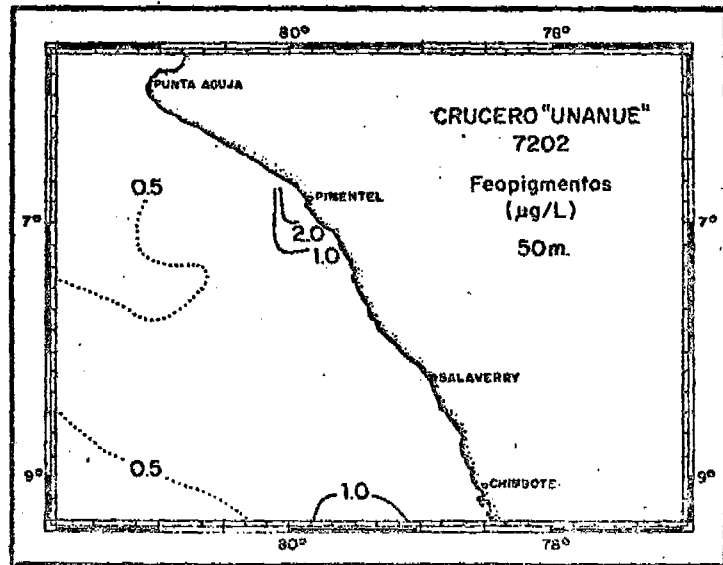 80° 78°
PUNTA AGUJA
CRUCERO "UNANUE"
7202
Feopigmentos
(µg/L)
50m.
0.5
PIMENTEL
7° 7°
2.0
1.0
SALAVERRY
0.5
9° 9°
CHIMBOTE
1.0
80° 78°